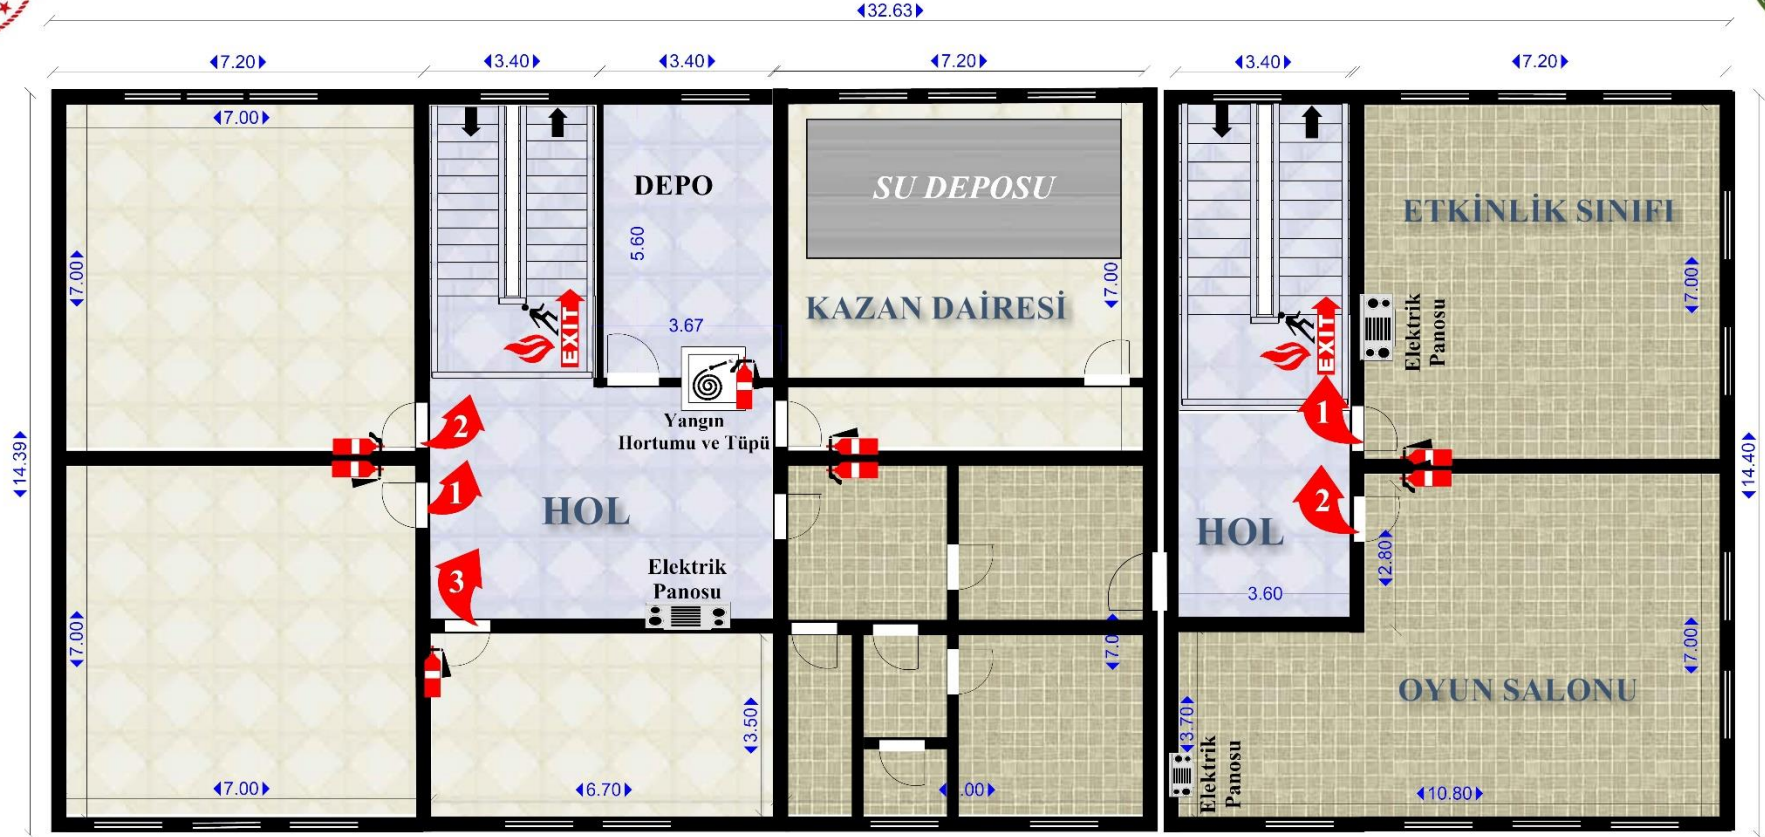 32.63
7.20
3.40
3.40
7.20
3.40
7.20
7.00
DEPO
SU DEPOSU
ETKİNLİK SINIFI
5.60
7.00
7.00
7.00
KAZAN DAİRESİ
Elektrik
Panosu
3.67
EXIT
EXIT
1
2
Yangın
Hortumu ve Tüpü
14.39
14.40
1
2
HOL
HOL
2.80
Elektrik
Panosu
3
3.60
7.00
7.00
OYUN SALONU
3.50
3.70
Elektrik
Panosu
7.00
6.70
.00
10.80